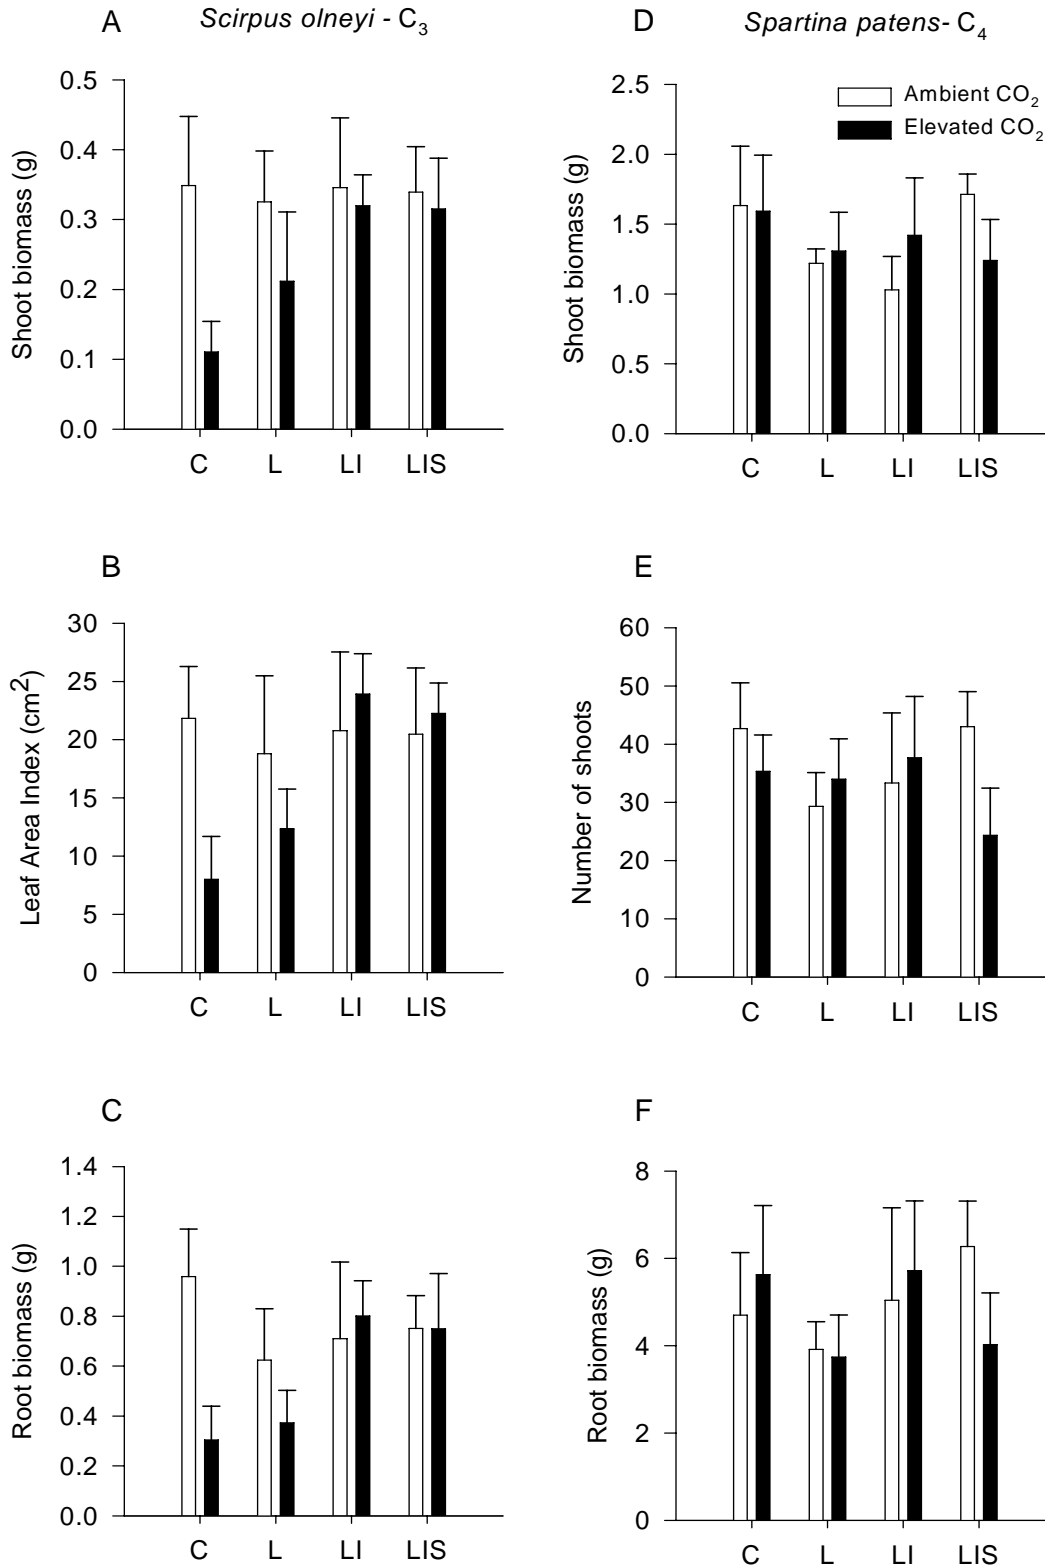 A
Scirpus olneyi - C₃
Shoot biomass (g)
0.5
0.4
0.3
0.2
0.1
0.0
C L LI LIS
B
Leaf Area Index (cm²)
30
25
20
15
10
5
0
C L LI LIS
C
Root biomass (g)
1.4
1.2
1.0
0.8
0.6
0.4
0.2
0.0
C L LI LIS
D
Spartina patens- C₄
Ambient CO₂
Elevated CO₂
Shoot biomass (g)
2.5
2.0
1.5
1.0
0.5
0.0
C L LI LIS
E
Number of shoots
60
50
40
30
20
10
0
C L LI LIS
F
Root biomass (g)
8
6
4
2
0
C L LI LIS